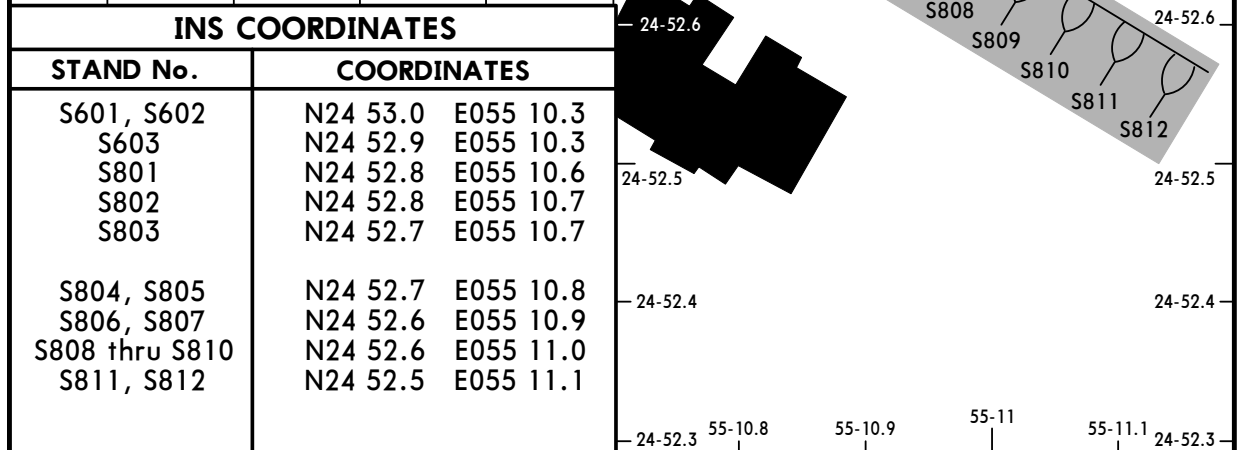 INS COORDINATES
STAND No. COORDINATES
S601, S602 N24 53.0 E055 10.3
S603 N24 52.9 E055 10.3
S801 N24 52.8 E055 10.6
S802 N24 52.8 E055 10.7
S803 N24 52.7 E055 10.7
S804, S805 N24 52.7 E055 10.8
S806, S807 N24 52.6 E055 10.9
S808 thru S810 N24 52.6 E055 11.0
S811, S812 N24 52.5 E055 11.1
24-52.6
S808
24-52.6
S809
S810
S811
S812
24-52.5
24-52.5
24-52.4
24-52.4
24-52.3
55-10.8
55-10.9
55-11
55-11.1
24-52.3